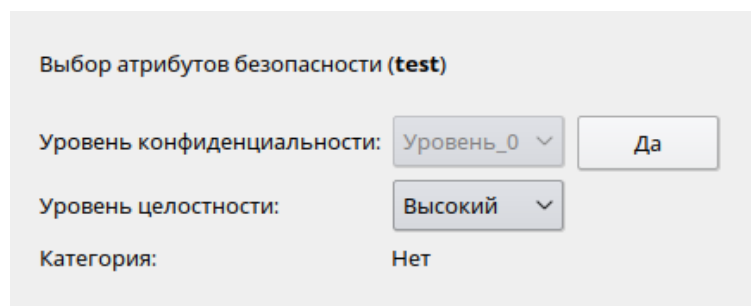 Выбор атрибутов безопасности (test)
Уровень конфиденциальности: Уровень_0 Да
Уровень целостности: Высокий
Категория: Нет